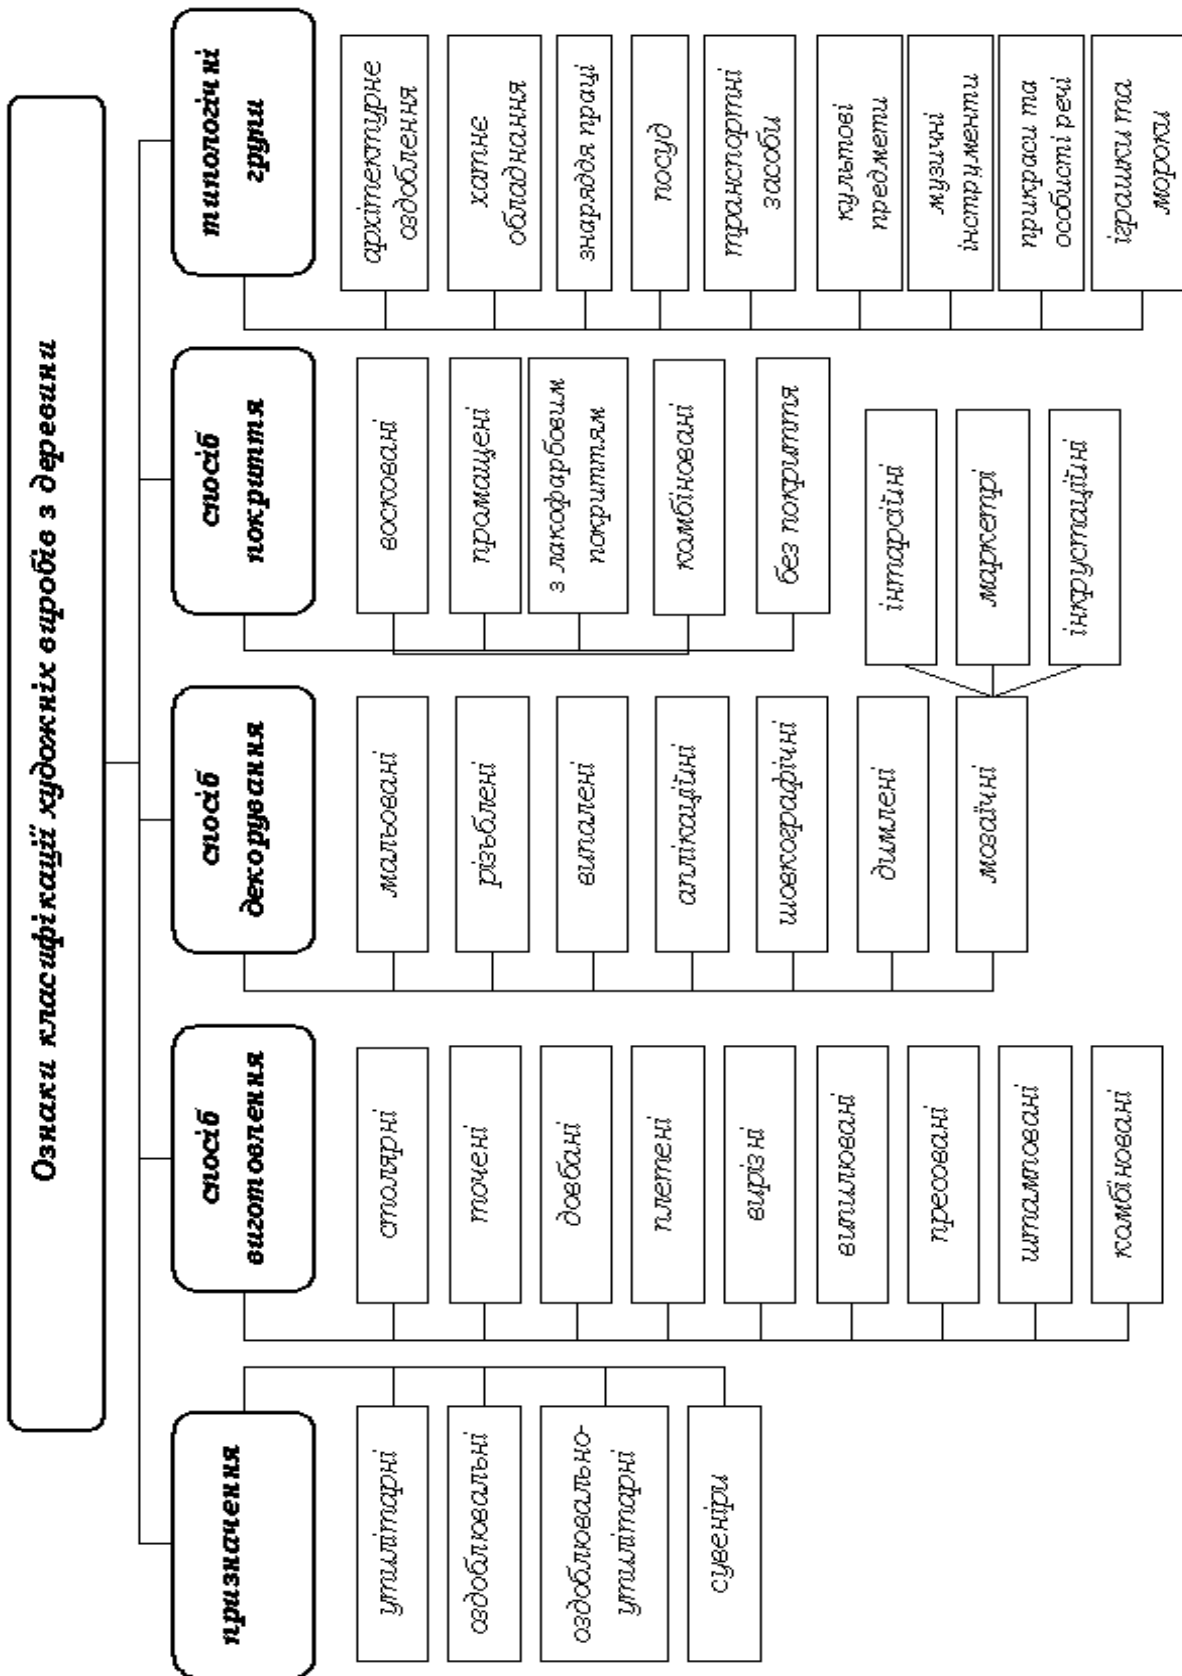 Ознаки класифікації художніх виробів з деревини
призначення
утилітарні
оздоблювальні
оздоблювально-
утилітарні
сувеніри
спосіб
виготовлення
столярні
точені
довбані
плетені
вирізні
випилювані
пресовані
штамповані
комбіновані
спосіб
декорування
мальовані
різьблені
випалені
аплікаційні
шовкографічні
димлені
мозаїчні
інтарсійні
маркетрі
інкрустаційні
спосіб
покриття
восковані
промащені
з лакофарбовим
покриттям
комбіновані
без покриття
типологічні
групи
архітектурне
оздоблення
хатнє
обладнання
знаряддя праці
посуд
транспортні
засоби
культові
предмети
музичні
інструменти
прикраси та
особисті речі
іграшки та
мороки